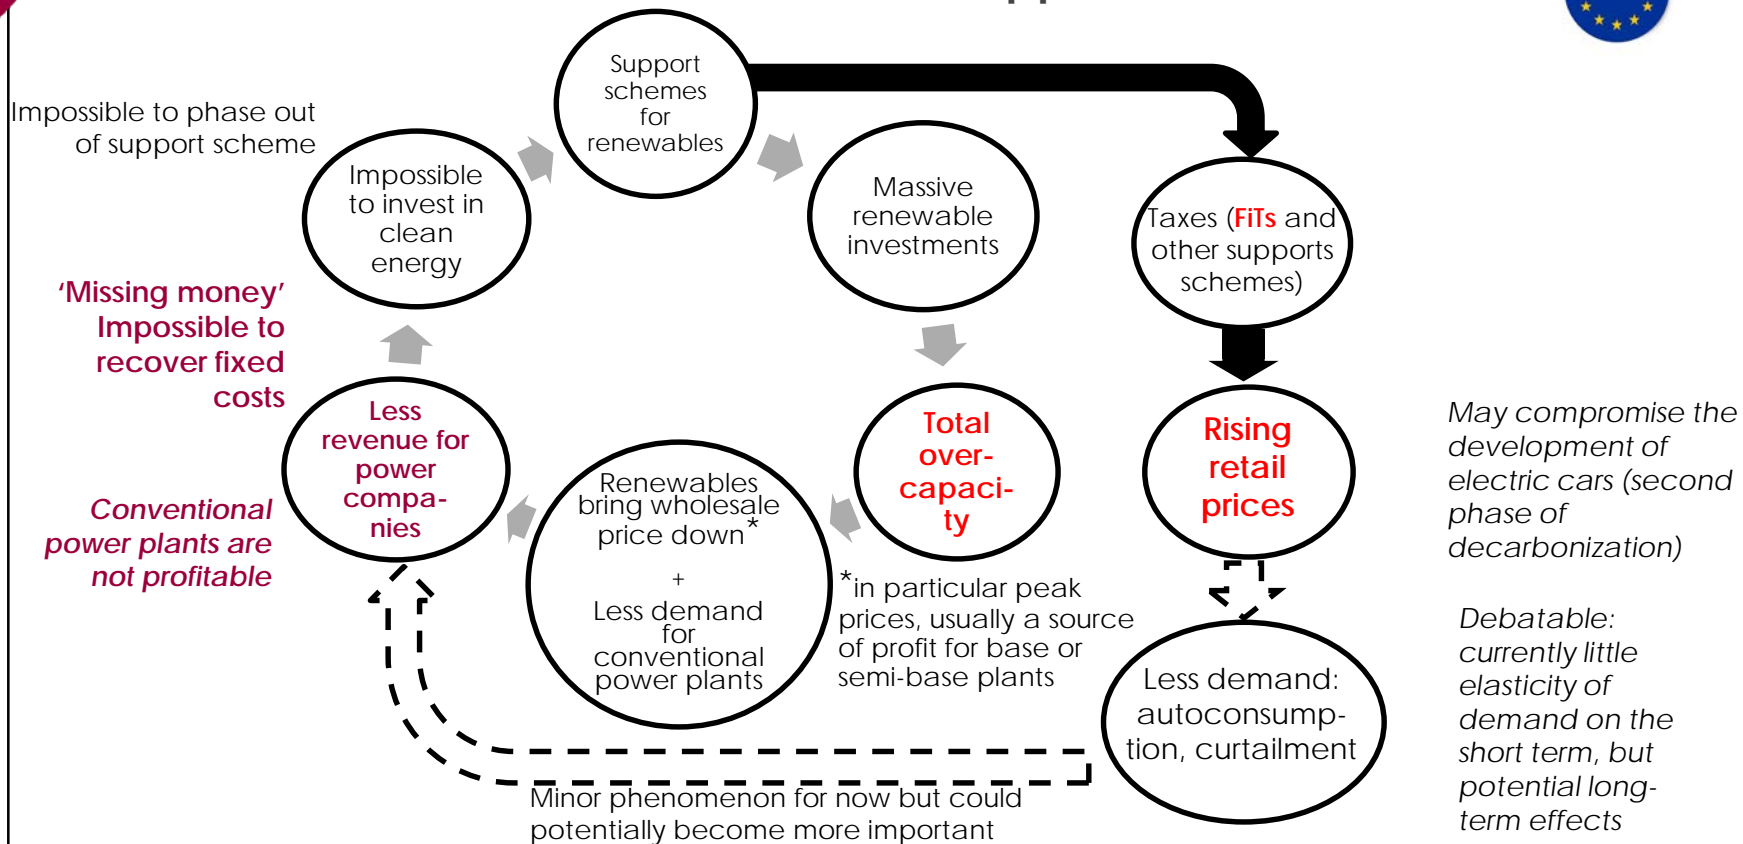 Support
schemes
for
renewables
Impossible to phase out
of support scheme
Impossible
to invest in
clean
energy
Massive
renewable
investments
Taxes (FiTs and
other supports
schemes)
‘Missing money’
Impossible to
recover fixed
costs
Less
revenue for
power
compa-
nies
Conventional
power plants are
not profitable
Renewables
bring wholesale
price down*
+
Less demand
for
conventional
power plants
Total
over-
capaci-
ty
*in particular peak
prices, usually a source
of profit for base or
semi-base plants
Rising
retail
prices
May compromise the
development of
electric cars (second
phase of
decarbonization)
Less demand:
autoconsump-
tion, curtailment
Debatable:
currently little
elasticity of
demand on the
short term, but
potential long-
term effects
Minor phenomenon for now but could
potentially become more important